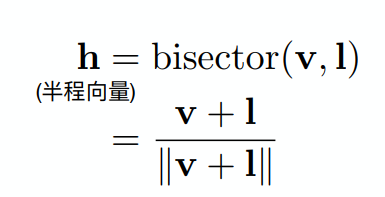 h = bisector(v, l)
(半程向量)
= v + l / ‖v + l‖